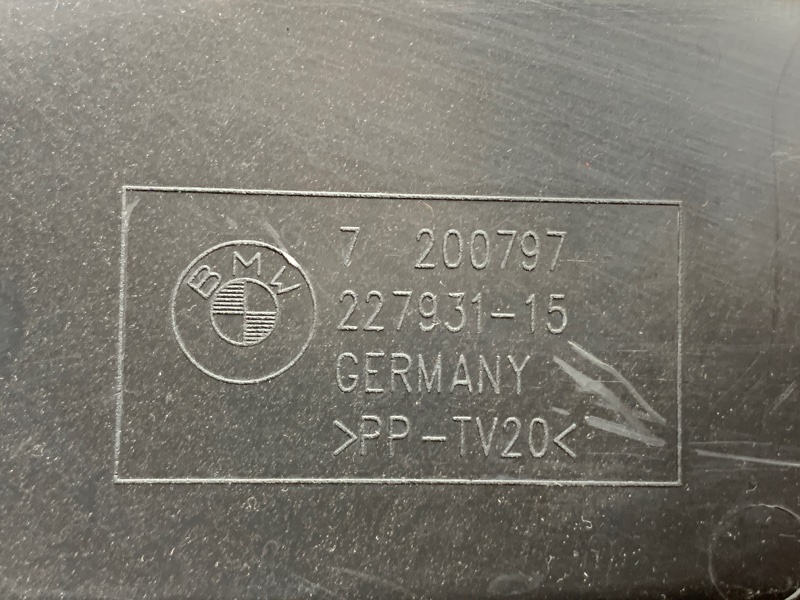 BMW
7 200797
227931-15
GERMANY
>PP-TV20<